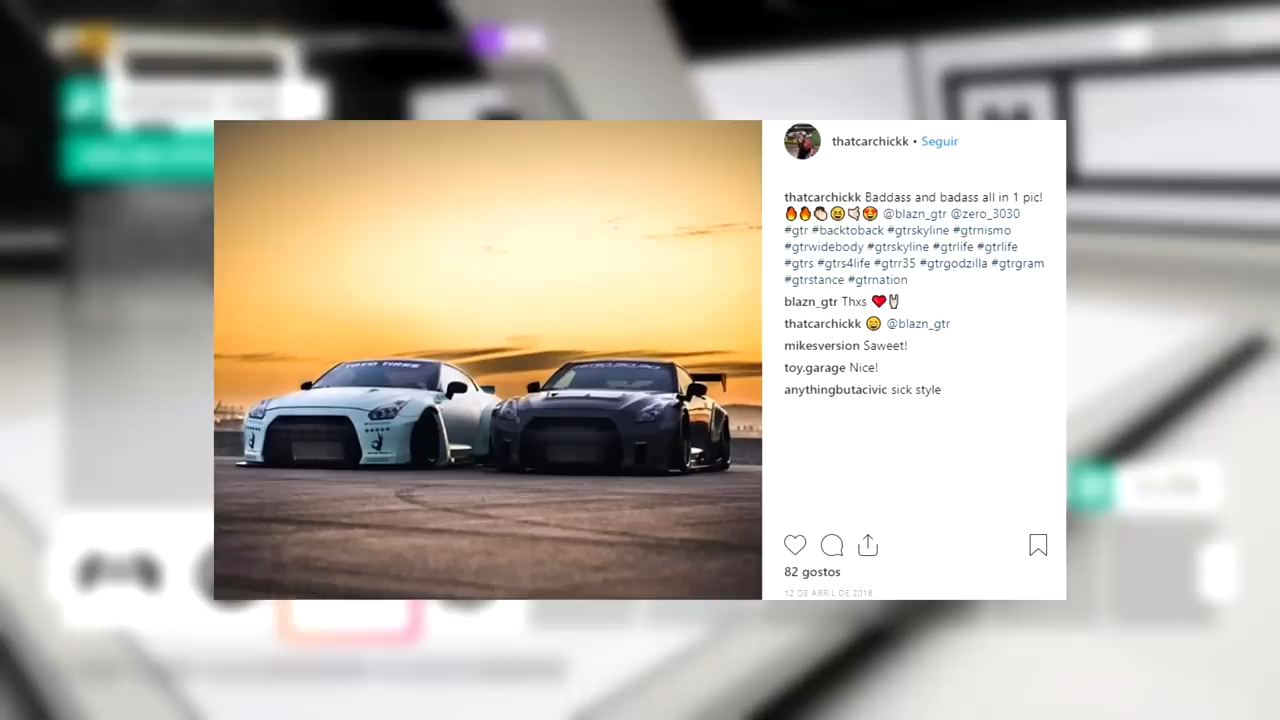 thatcarchickk • Seguir
thatcarchickk Baddass and badass all in 1 pic!
@blazn_gtr @zero_3030
#gtr #backtoback #gtrskyline #gtrnismo
#gtrwidebody #gtrskyline #gtrlife #gtrlife
#gtrs #gtrs4life #gtrr35 #gtrgodzilla #gtrgram
#gtrstance #gtrnation
blazn_gtr Thxs
thatcarchickk @blazn_gtr
mikesversion Saweet!
toy.garage Nice!
anythingbutacivic sick style
TOYO TIRES
82 gostos
12 DE ABRIL DE 2018